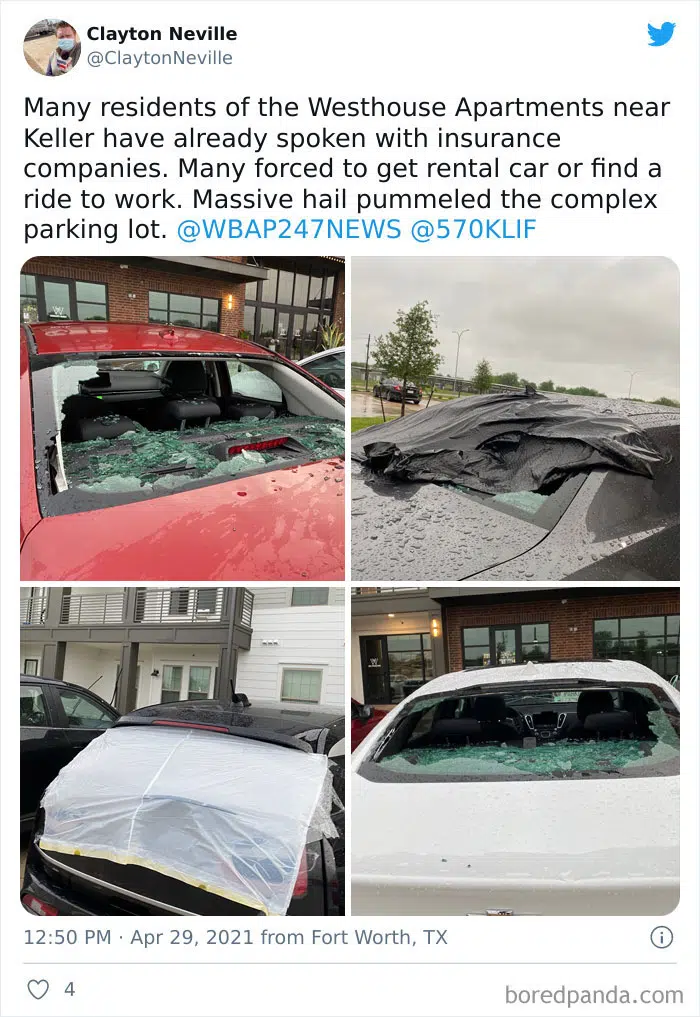 Clayton Neville
@ClaytonNeville
Many residents of the Westhouse Apartments near
Keller have already spoken with insurance
companies. Many forced to get rental car or find a
ride to work. Massive hail pummeled the complex
parking lot. @WBAP247NEWS @570KLIF
W
W
12:50 PM · Apr 29, 2021 from Fort Worth, TX
4
boredpanda.com